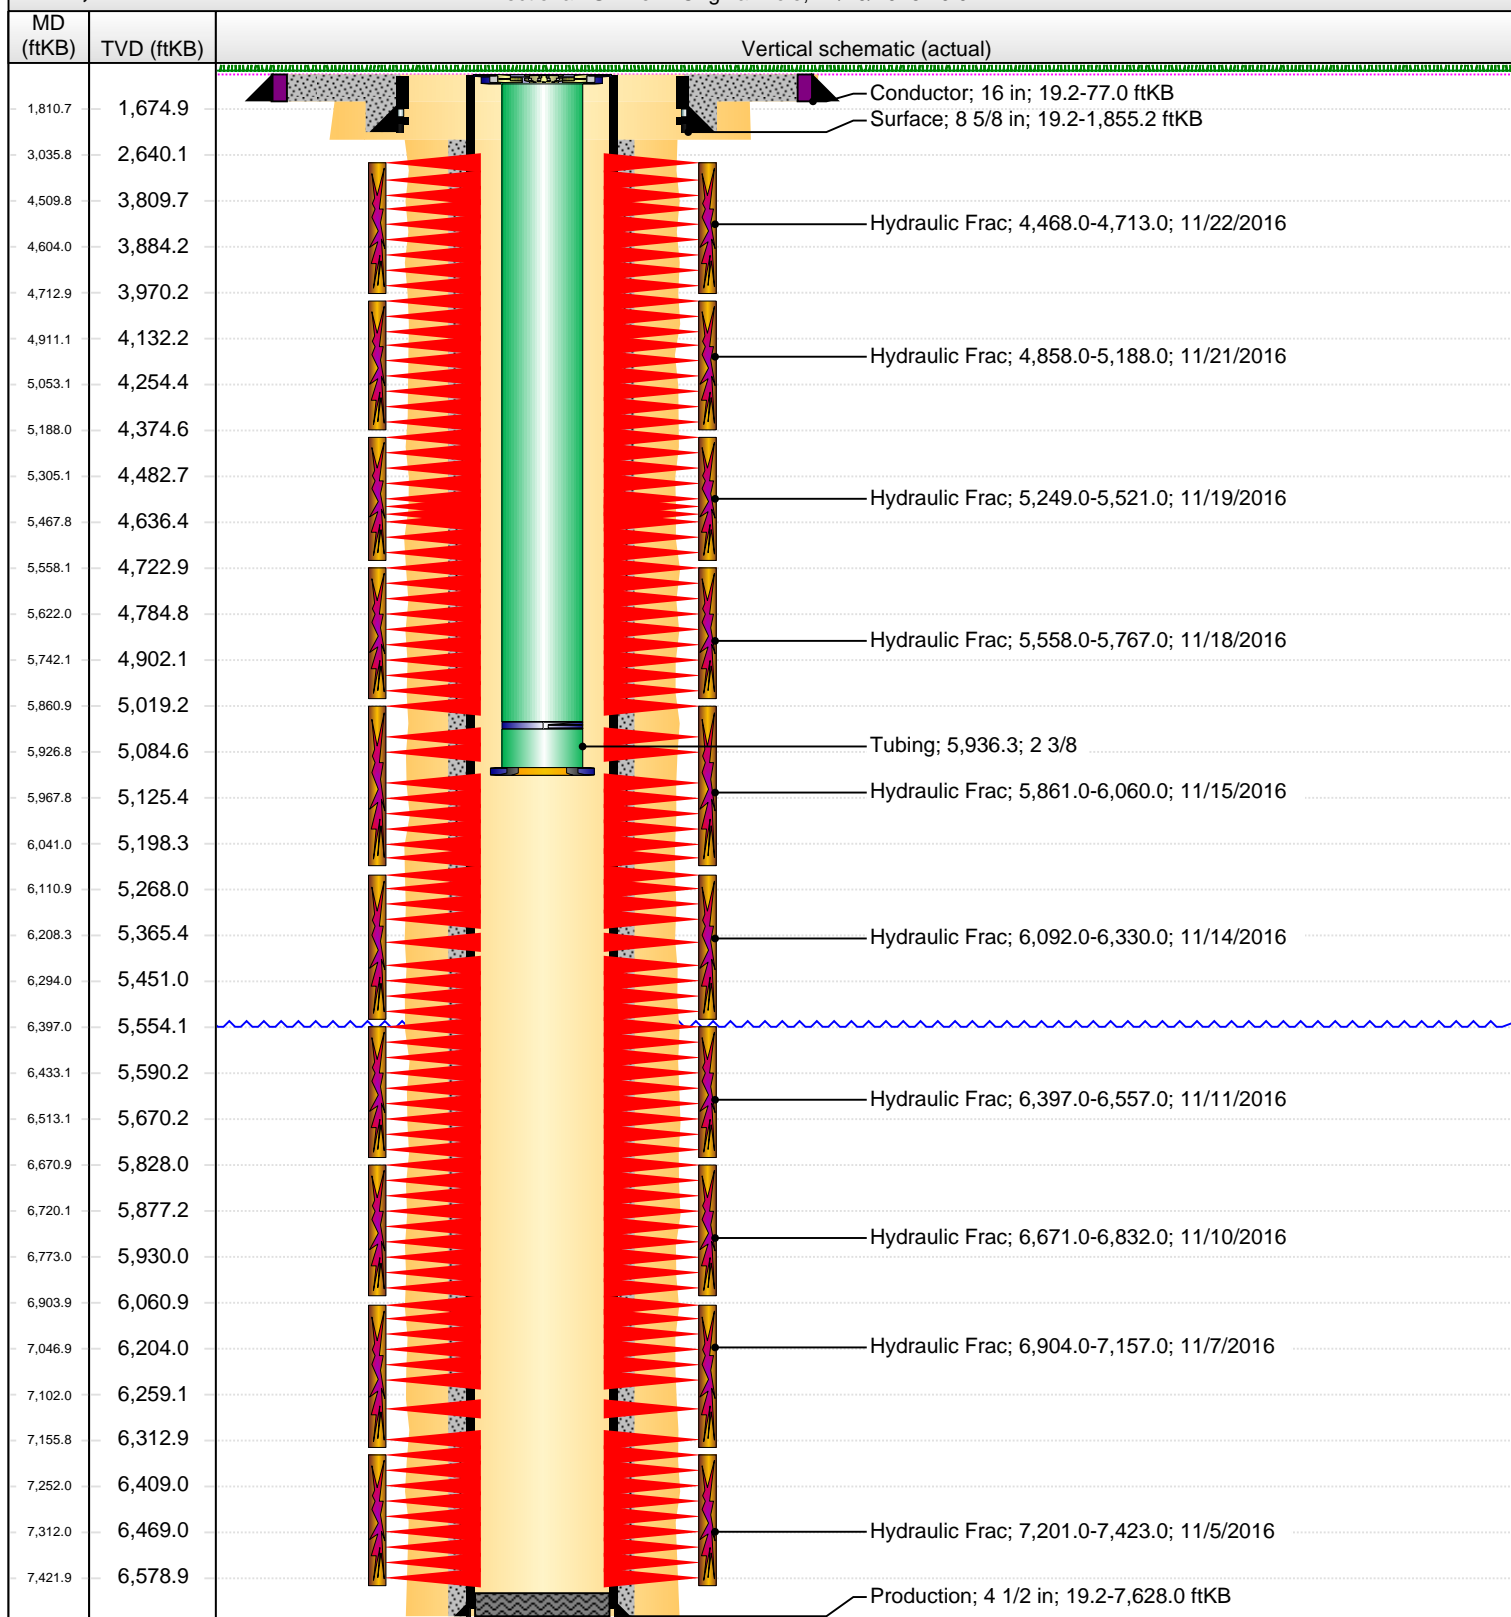 MD (ftKB)
TVD (ftKB)
Vertical schematic (actual)
1,810.7 1,674.9
3,035.8 2,640.1
4,509.8 3,809.7
4,604.0 3,884.2
4,712.9 3,970.2
4,911.1 4,132.2
5,053.1 4,254.4
5,188.0 4,374.6
5,305.1 4,482.7
5,467.8 4,636.4
5,558.1 4,722.9
5,622.0 4,784.8
5,742.1 4,902.1
5,860.9 5,019.2
5,926.8 5,084.6
5,967.8 5,125.4
6,041.0 5,198.3
6,110.9 5,268.0
6,208.3 5,365.4
6,294.0 5,451.0
6,397.0 5,554.1
6,433.1 5,590.2
6,513.1 5,670.2
6,670.9 5,828.0
6,720.1 5,877.2
6,773.0 5,930.0
6,903.9 6,060.9
7,046.9 6,204.0
7,102.0 6,259.1
7,155.8 6,312.9
7,252.0 6,409.0
7,312.0 6,469.0
7,421.9 6,578.9
Conductor; 16 in; 19.2-77.0 ftKB
Surface; 8 5/8 in; 19.2-1,855.2 ftKB
Hydraulic Frac; 4,468.0-4,713.0; 11/22/2016
Hydraulic Frac; 4,858.0-5,188.0; 11/21/2016
Hydraulic Frac; 5,249.0-5,521.0; 11/19/2016
Hydraulic Frac; 5,558.0-5,767.0; 11/18/2016
Tubing; 5,936.3; 2 3/8
Hydraulic Frac; 5,861.0-6,060.0; 11/15/2016
Hydraulic Frac; 6,092.0-6,330.0; 11/14/2016
Hydraulic Frac; 6,397.0-6,557.0; 11/11/2016
Hydraulic Frac; 6,671.0-6,832.0; 11/10/2016
Hydraulic Frac; 6,904.0-7,157.0; 11/7/2016
Hydraulic Frac; 7,201.0-7,423.0; 11/5/2016
Production; 4 1/2 in; 19.2-7,628.0 ftKB